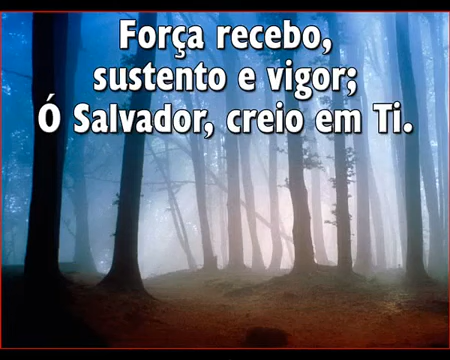 Força recebo,
sustento e vigor;
Ó Salvador, creio em Ti.